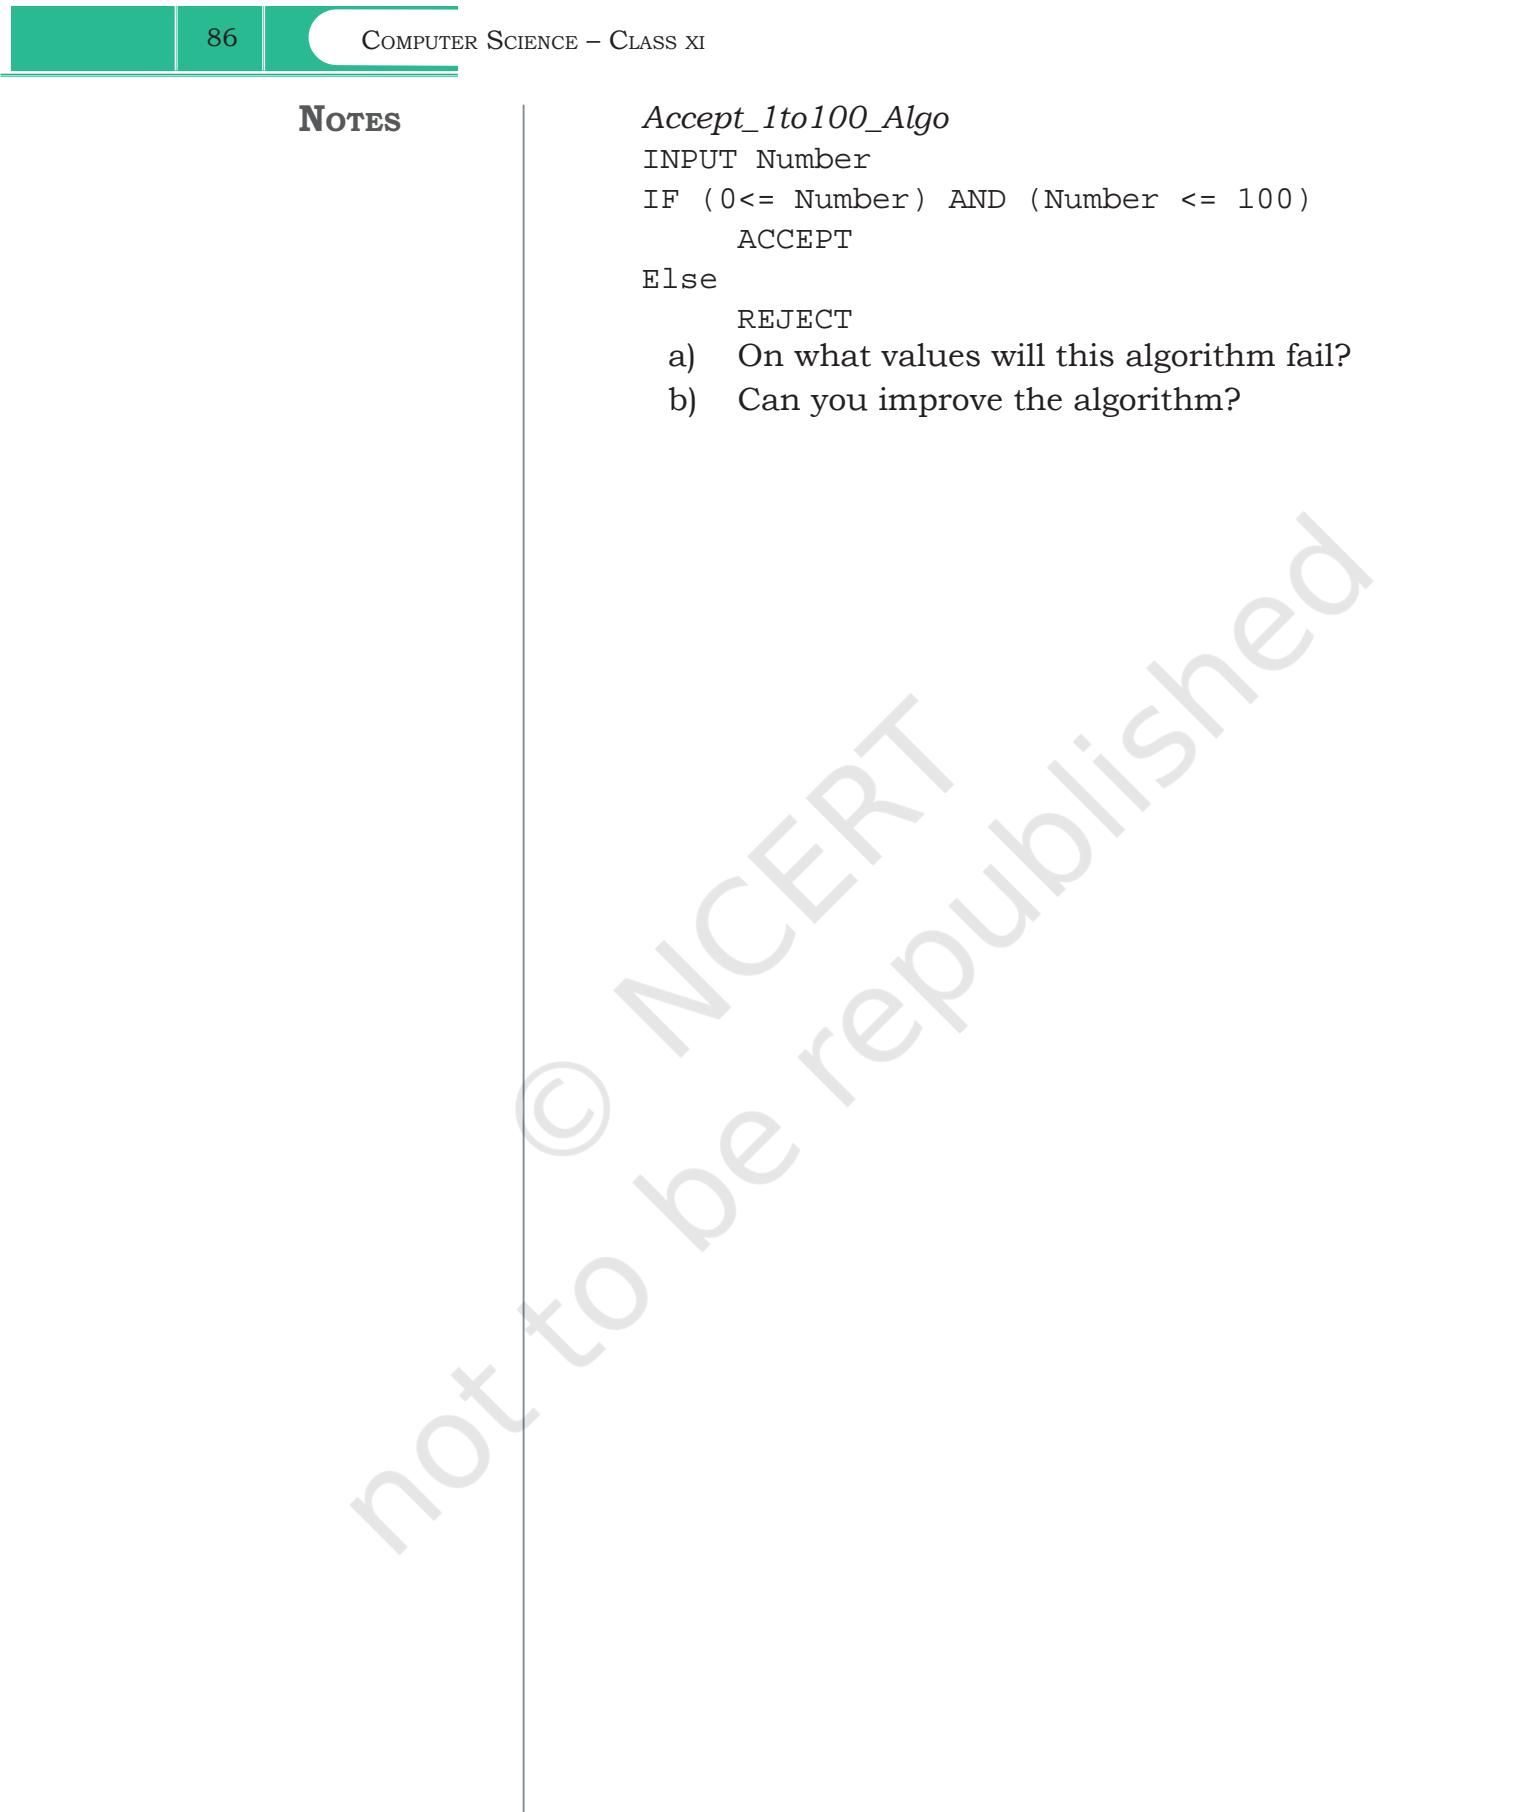 86
COMPUTER SCIENCE – CLASS XI
NOTES
Accept_1to100_Algo
INPUT Number
IF (0<= Number) AND (Number <= 100)
ACCEPT
Else
REJECT
a) On what values will this algorithm fail?
b) Can you improve the algorithm?
© NCERT
not to be republished